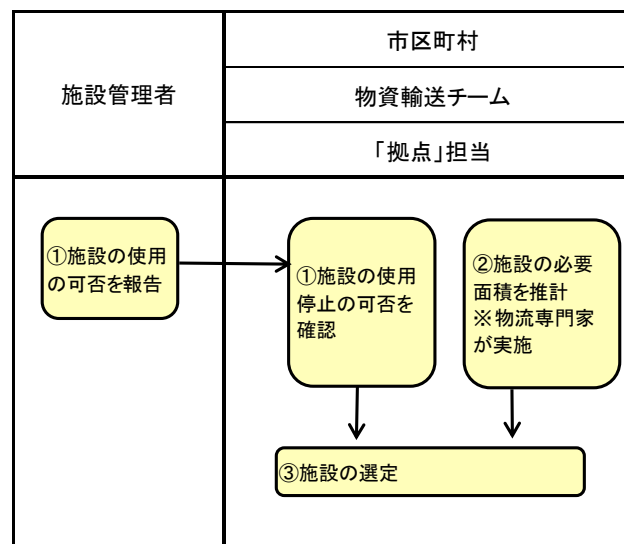 施設管理者
市区町村
物資輸送チーム
「拠点」担当
①施設の使用
の可否を報告
①施設の使用
停止の可否を
確認
②施設の必要
面積を推計
※物流専門家
が実施
③施設の選定